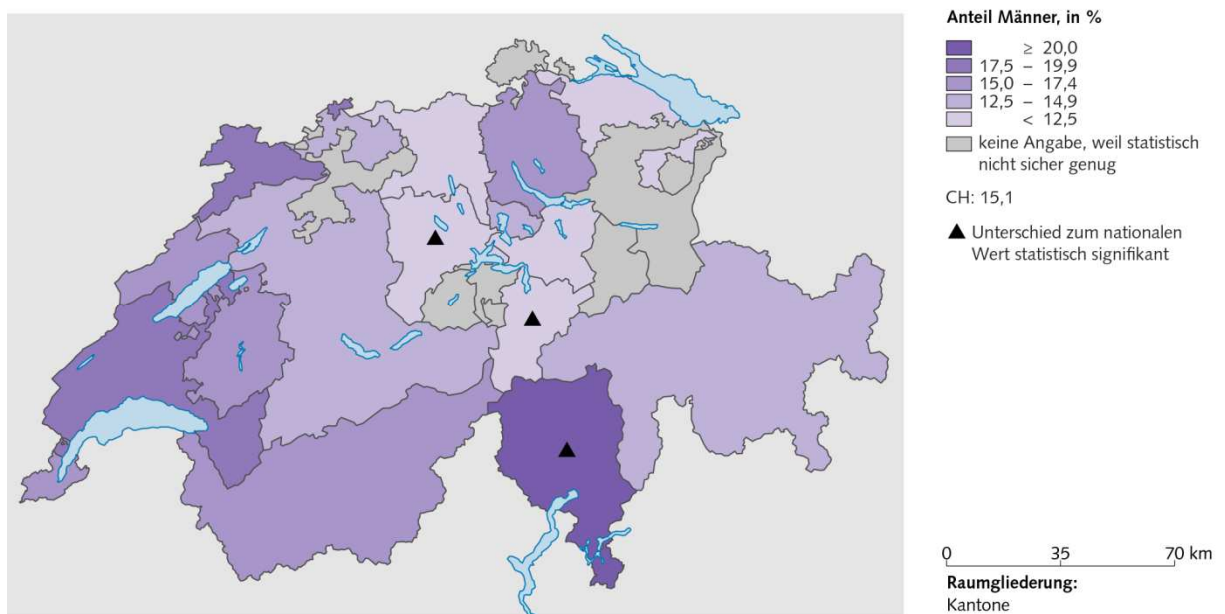 Anteil Männer, in %
≥ 20,0
17,5 – 19,9
15,0 – 17,4
12,5 – 14,9
< 12,5
keine Angabe, weil statistisch
nicht sicher genug
CH: 15,1
Unterschied zum nationalen
Wert statistisch signifikant
0 35 70 km
Raumgliederung:
Kantone